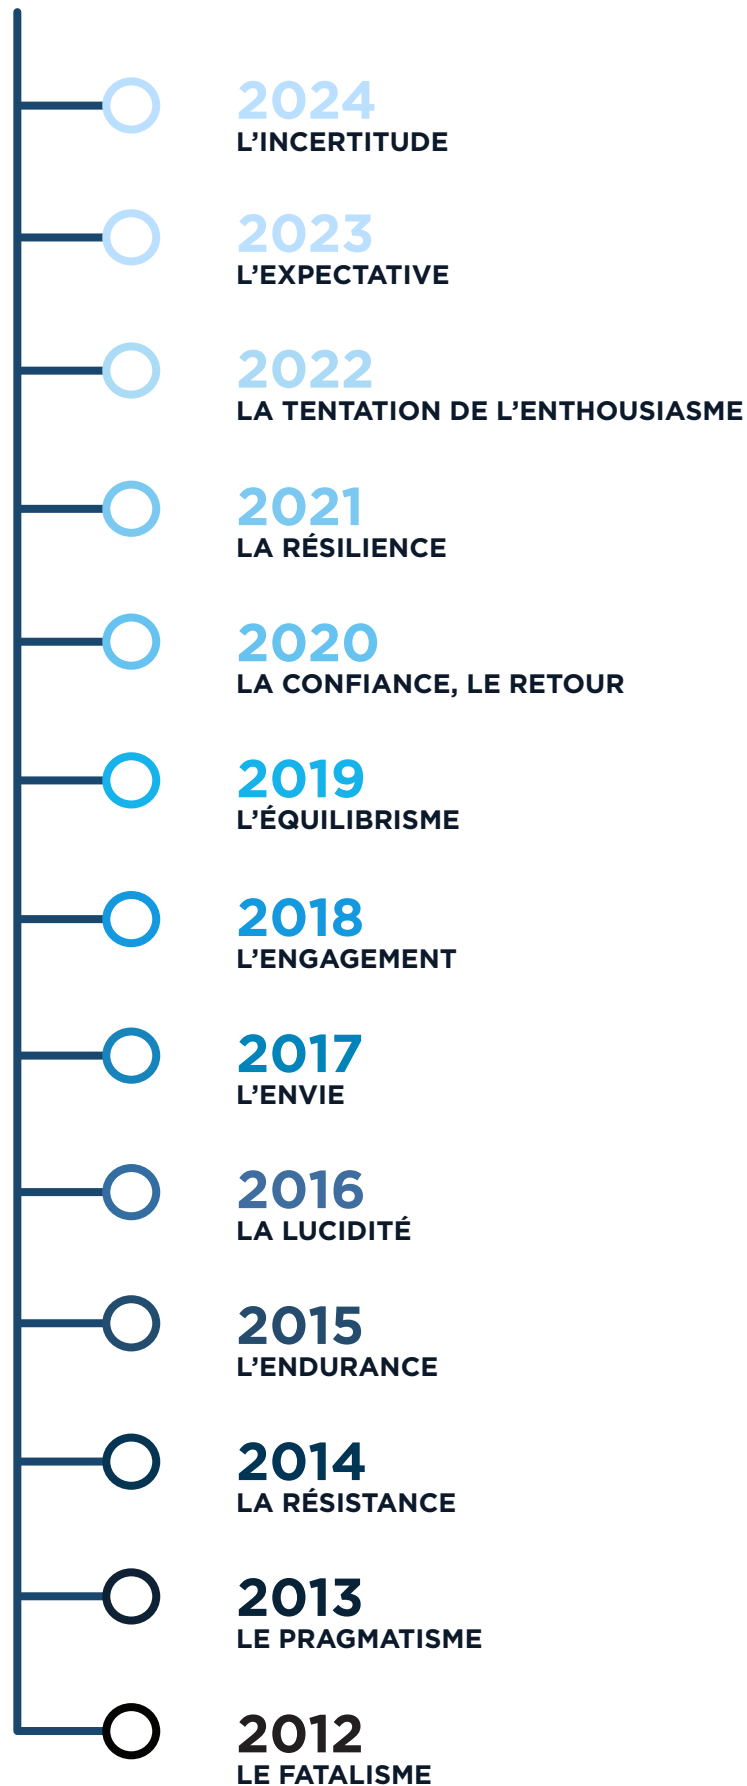 2024
L’INCERTITUDE
2023
L’EXPECTATIVE
2022
LA TENTATION DE L’ENTHOUSIASME
2021
LA RÉSILIENCE
2020
LA CONFIANCE, LE RETOUR
2019
L’ÉQUILIBRISME
2018
L’ENGAGEMENT
2017
L’ENVIE
2016
LA LUCIDITÉ
2015
L’ENDURANCE
2014
LA RÉSISTANCE
2013
LE PRAGMATISME
2012
LE FATALISME